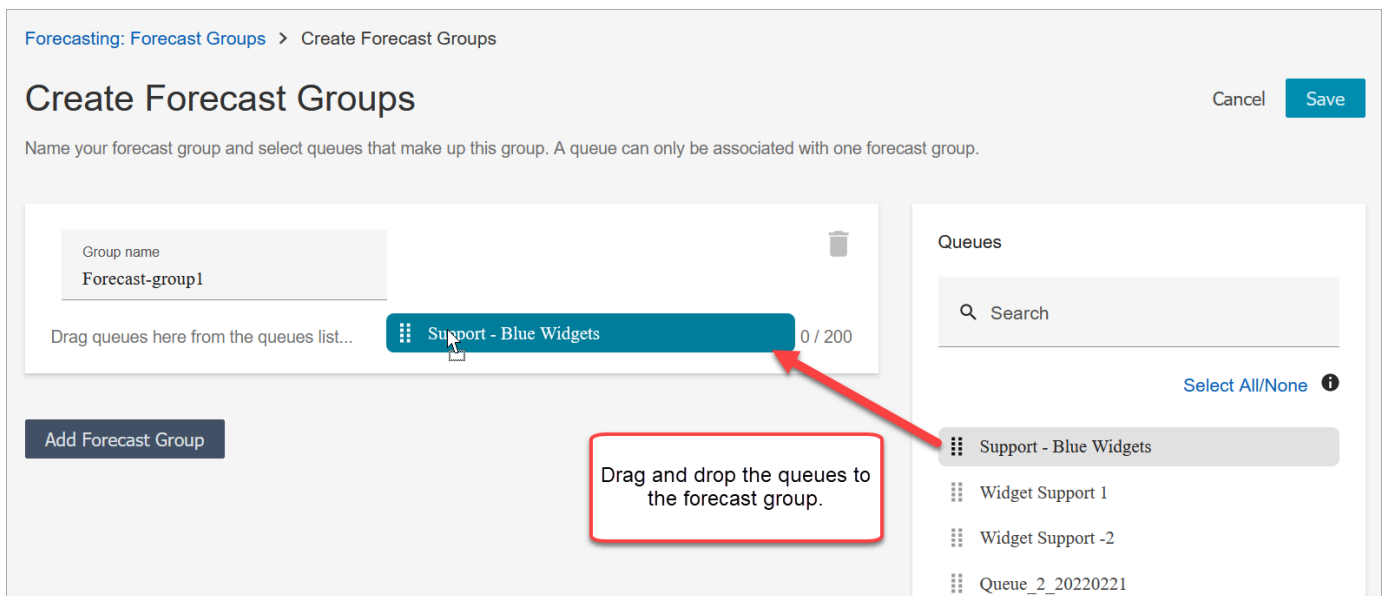 Forecasting: Forecast Groups > Create Forecast Groups
Create Forecast Groups
Cancel
Save
Name your forecast group and select queues that make up this group. A queue can only be associated with one forecast group.
Group name
Forecast-group1
Drag queues here from the queues list...
Support - Blue Widgets
0 / 200
Add Forecast Group
Drag and drop the queues to
the forecast group.
Queues
Search
Select All/None
Support - Blue Widgets
Widget Support 1
Widget Support -2
Queue_2_20220221